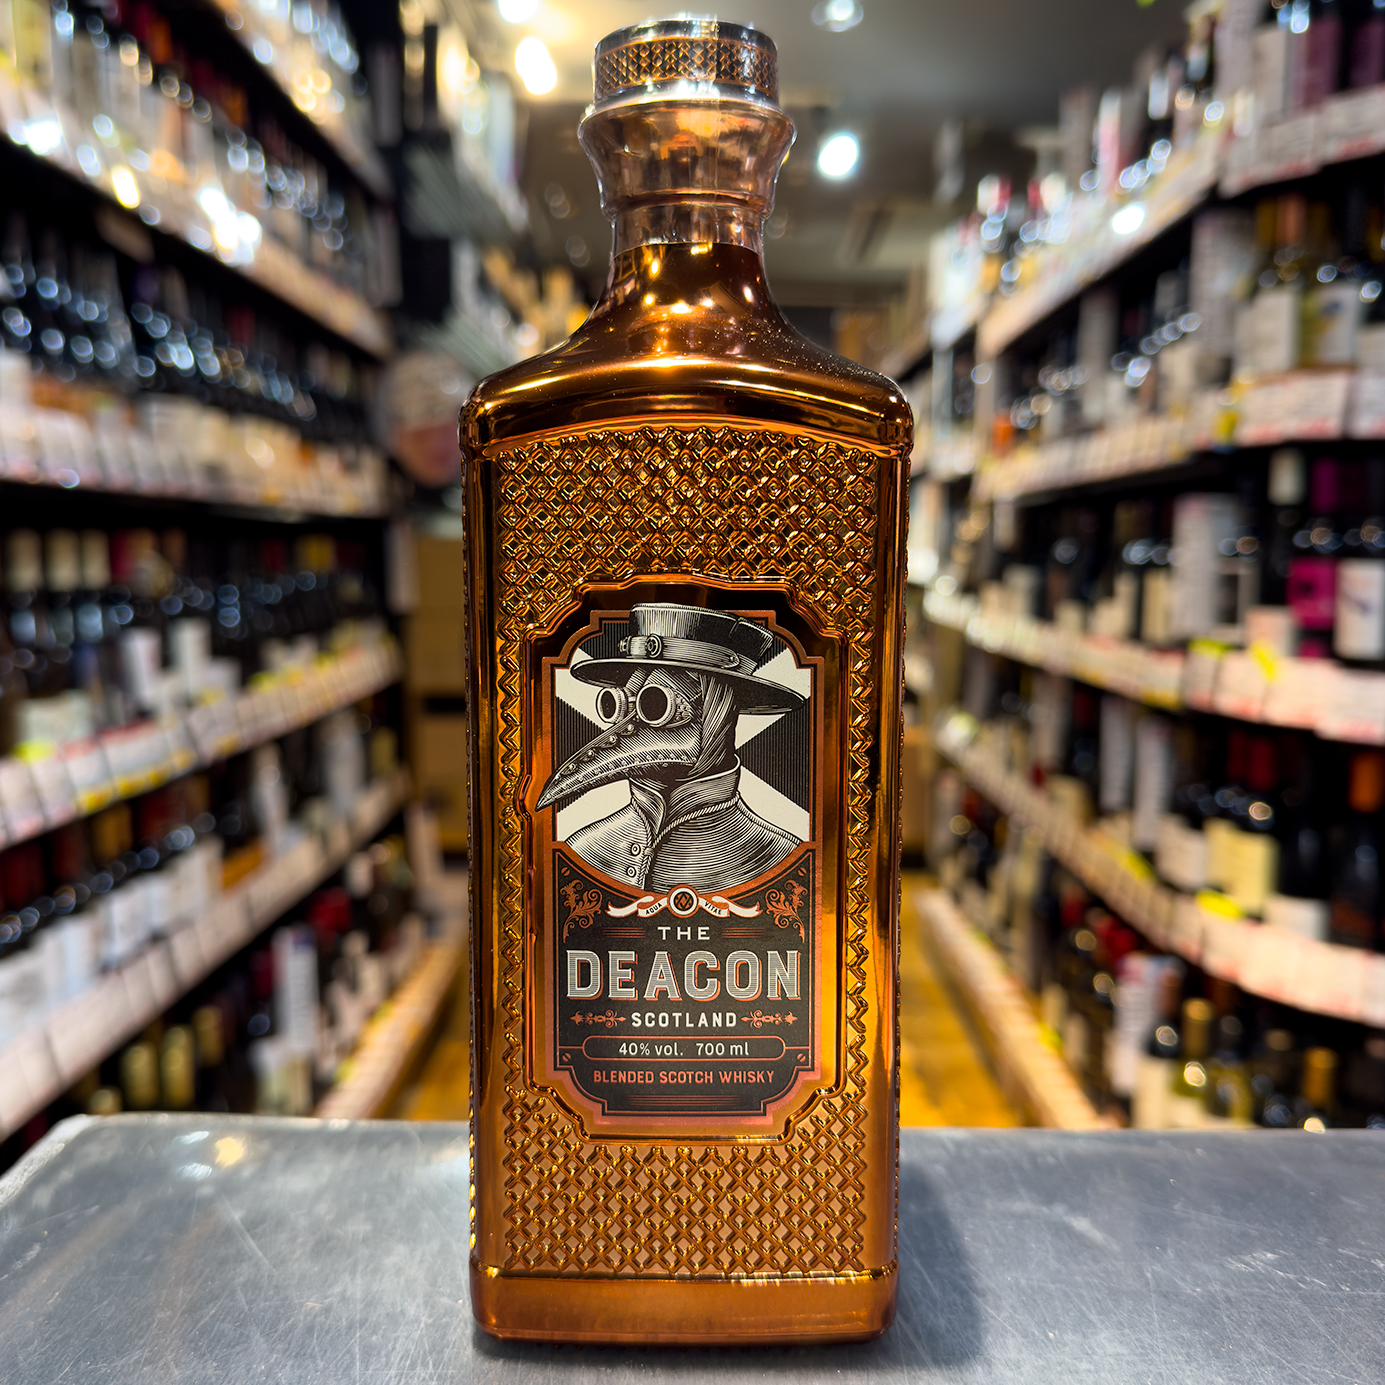 AQUA VITAE
THE
DEACON
SCOTLAND
40% vol. 700 ml
BLENDED SCOTCH WHISKY